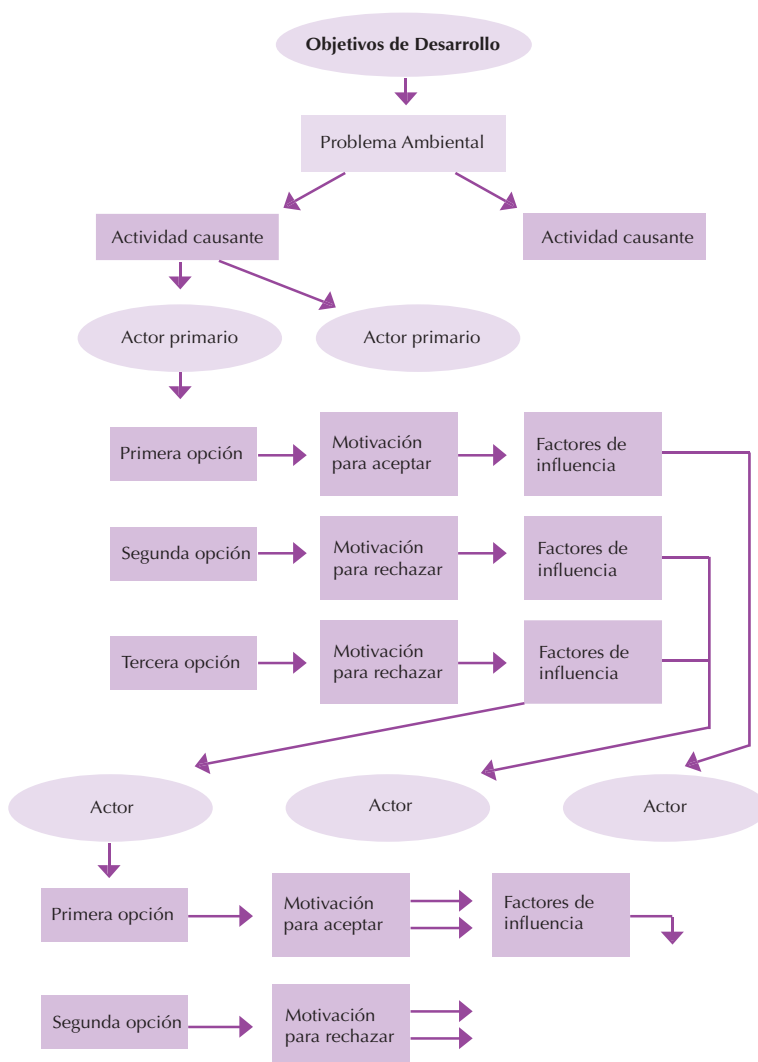 Objetivos de Desarrollo
Problema Ambiental
Actividad causante
Actividad causante
Actor primario
Actor primario
Primera opción
Motivación
para aceptar
Factores de
influencia
Segunda opción
Motivación
para rechazar
Factores de
influencia
Tercera opción
Motivación
para rechazar
Factores de
influencia
Actor
Actor
Actor
Primera opción
Motivación
para aceptar
Factores de
influencia
Segunda opción
Motivación
para rechazar